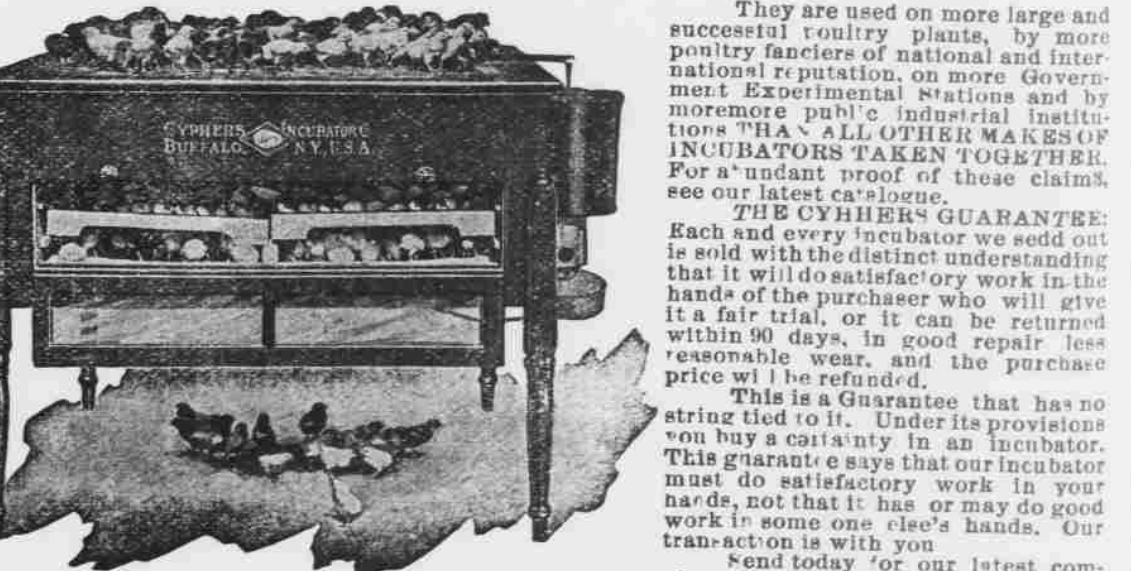 CYPHERS INCUBATOR C
BUFFALO, N.Y., U.S.A.
They are used on more large and
successful poultry plants, by more
poultry fanciers of national and inter-
national reputation, on more Govern-
ment Experimental Stations and by
moremore publ'c industrial institu-
tions THAN ALL OTHER MAKES OF
INCUBATORS TAKEN TOGETHER.
For a'undant proof of these claims,
see our latest catalogue.
THE CYHHERS GUARANTEE:
Each and every incubator we sedd out
is sold with the distinct understanding
that it will do satisfactory work in the
hands of the purchaser who will give
it a fair trial, or it can be returned
within 90 days, in good repair less
reasonable wear, and the purchase
price wi l be refunded.
This is a Guarantee that has no
string tied to it. Under its provisions
you buy a caitainty in an incubator.
This guarantee says that our incubator
must do satisfactory work in your
hands, not that it has or may do good
work in some one else's hands. Our
transaction is with you
Send today for our latest com-